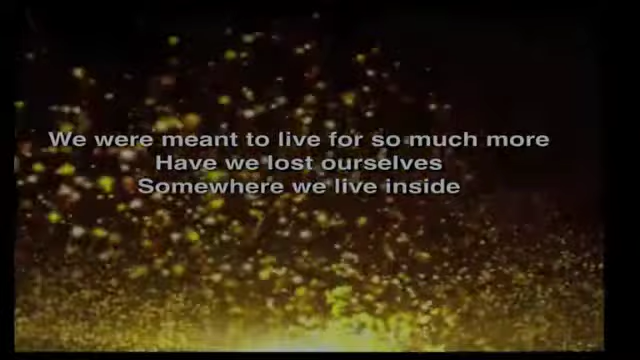 We were meant to live for so much more
Have we lost ourselves
Somewhere we live inside